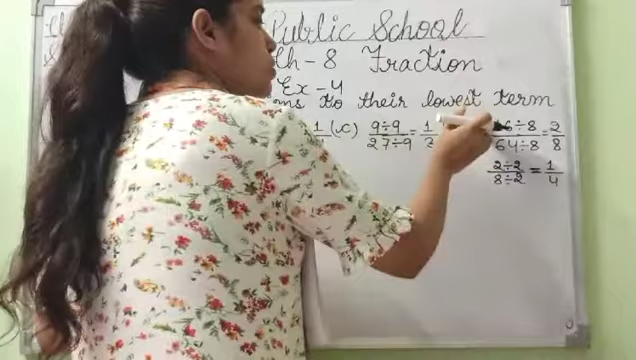 Public School
Ch-8 Fraction
Ex-4
to their lowest term
1 (c) 9÷9/27÷9 = 1/3 6÷8/64÷8 = 2/8
2÷2/8÷2 = 1/4